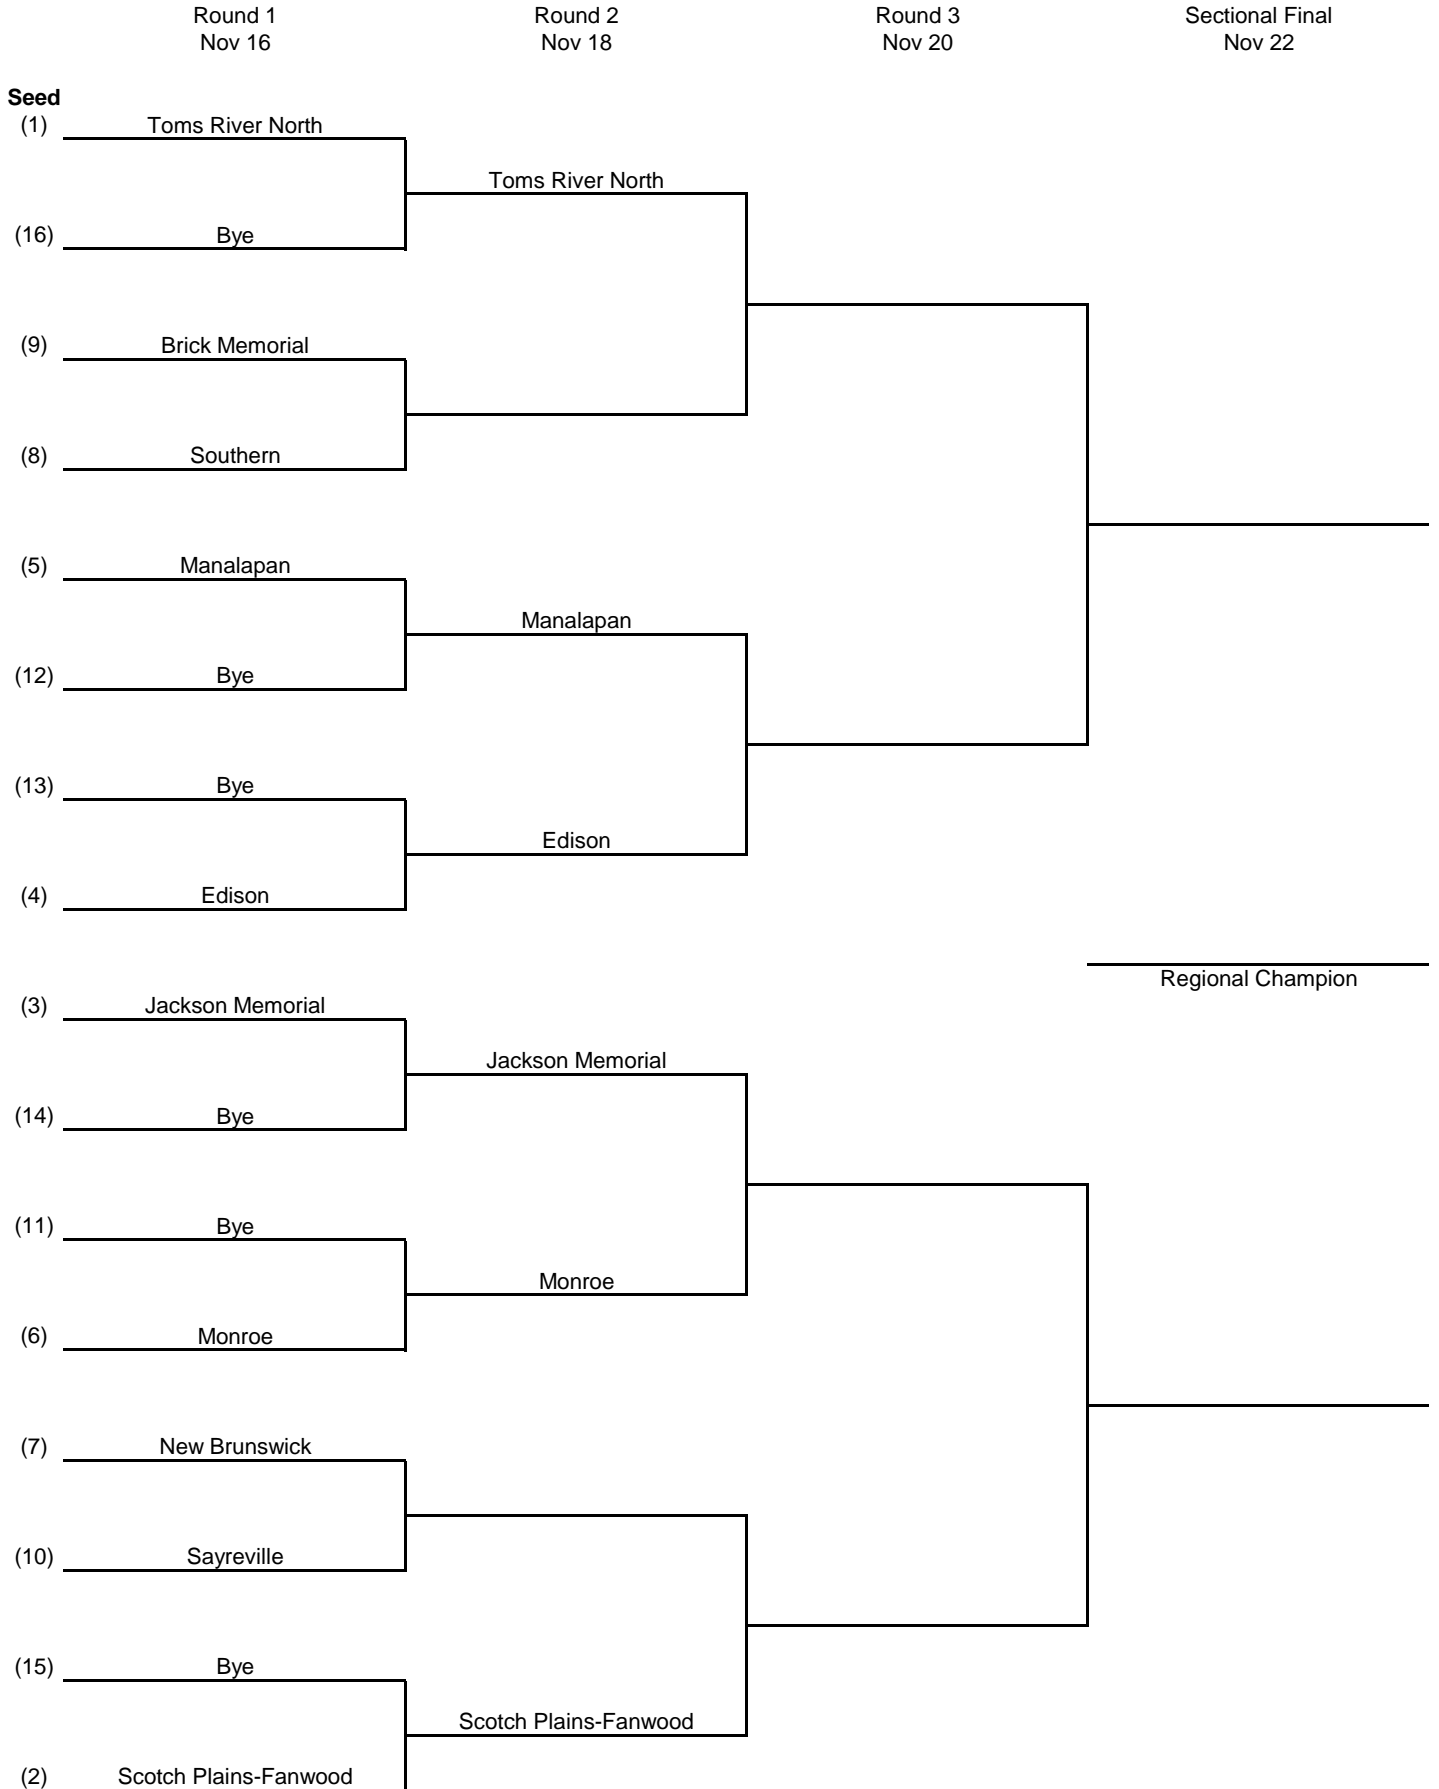 Round 1 Round 2 Round 3 Sectional Final
Nov 16 Nov 18 Nov 20 Nov 22
Seed
(1) Toms River North
Toms River North
(16) Bye
(9) Brick Memorial
(8) Southern
(5) Manalapan
Manalapan
(12) Bye
(13) Bye
Edison
(4) Edison
Regional Champion
(3) Jackson Memorial
Jackson Memorial
(14) Bye
(11) Bye
Monroe
(6) Monroe
(7) New Brunswick
(10) Sayreville
(15) Bye
Scotch Plains-Fanwood
(2) Scotch Plains-Fanwood